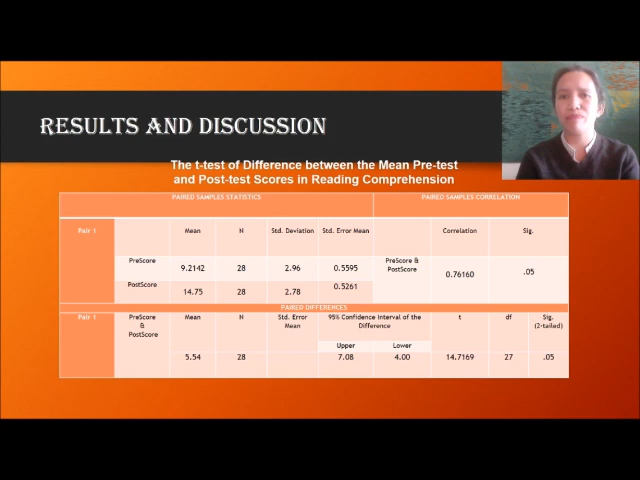 RESULTS AND DISCUSSION
The t-test of Difference between the Mean Pre-test
and Post-test Scores in Reading Comprehension
PAIRED SAMPLES STATISTICS PAIRED SAMPLES CORRELATION
Pair 1 Mean N Std. Deviation Std. Error Mean Correlation Sig.
PreScore 9.2142 28 2.96 0.5595 PreScore &
PostScore 0.76160 .05
PostScore 14.75 28 2.78 0.5261
PAIRED DIFFERENCES
Pair 1 PreScore
&
PostScore Mean N Std. Error
Mean 95% Confidence Interval of the
Difference t df Sig.
(2-tailed)
Upper Lower
5.54 28 7.08 4.00 14.7169 27 .05